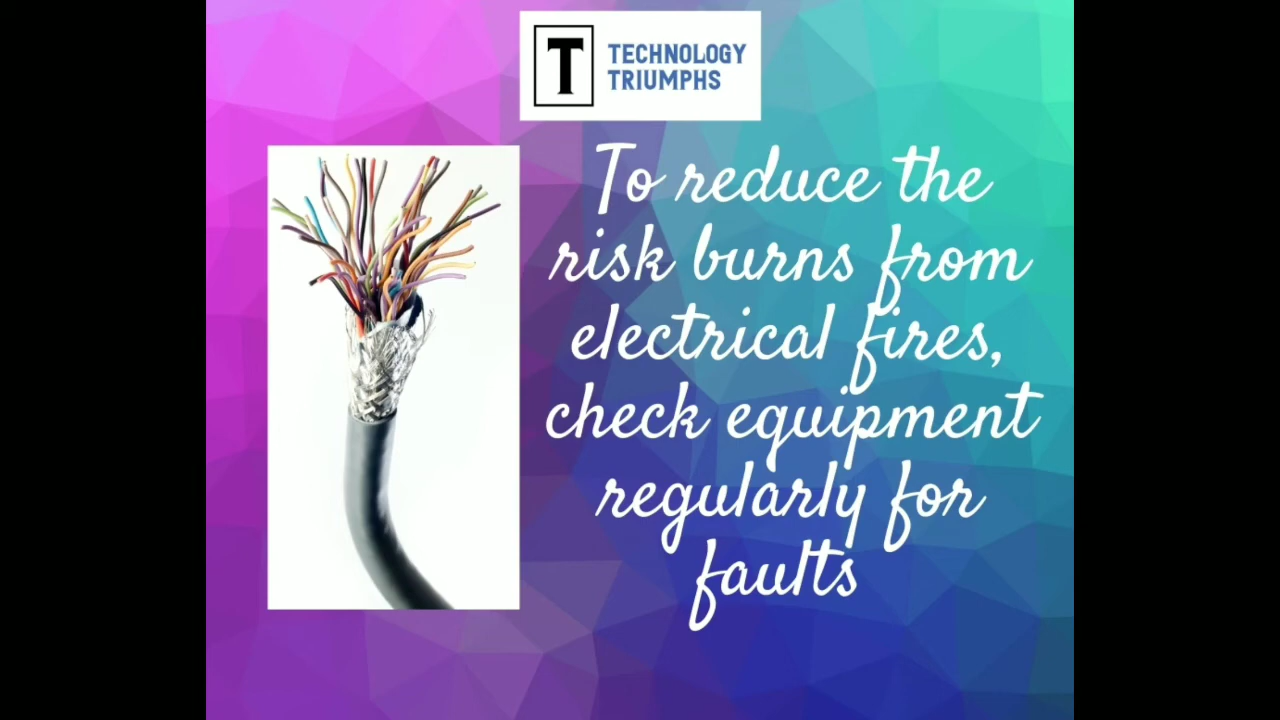 T
TECHNOLOGY
TRIUMPHS
To reduce the
risk burns from
electrical fires,
check equipment
regularly for
faults